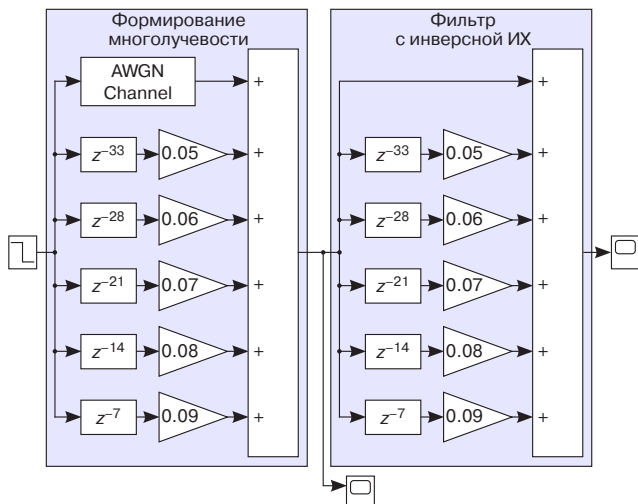 Формирование
многолучевости
AWGN
Channel
+
z⁻³³
0.05
+
z⁻²⁸
0.06
+
z⁻²¹
0.07
+
z⁻¹⁴
0.08
+
z⁻⁷
0.09
+
Фильтр
с инверсной ИХ
+
z⁻³³
0.05
+
z⁻²⁸
0.06
+
z⁻²¹
0.07
+
z⁻¹⁴
0.08
+
z⁻⁷
0.09
+